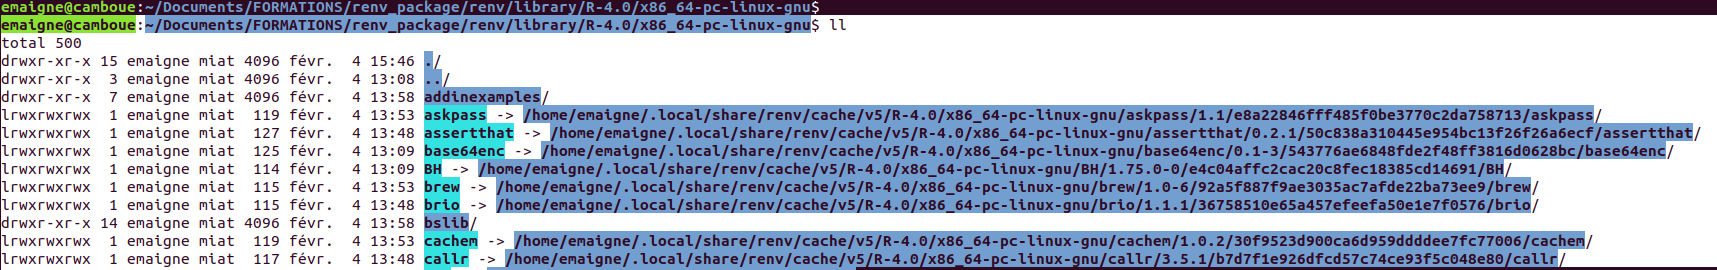 emaigne@camboue:~/Documents/FORMATIONS/renv_package/renv/library/R-4.0/x86_64-pc-linux-gnu$
emaigne@camboue:~/Documents/FORMATIONS/renv_package/renv/library/R-4.0/x86_64-pc-linux-gnu$ ll
total 500
drwxr-xr-x 15 emaigne miat 4096 févr.  4 15:46 ./
drwxr-xr-x  3 emaigne miat 4096 févr.  4 13:08 ../
drwxr-xr-x  7 emaigne miat 4096 févr.  4 13:58 addinexamples/
lrwxrwxrwx  1 emaigne miat  119 févr.  4 13:53 askpass -> /home/emaigne/.local/share/renv/cache/v5/R-4.0/x86_64-pc-linux-gnu/askpass/1.1/e8a22846fff485f0be3770c2da758713/askpass/
lrwxrwxrwx  1 emaigne miat  127 févr.  4 13:48 assertthat -> /home/emaigne/.local/share/renv/cache/v5/R-4.0/x86_64-pc-linux-gnu/assertthat/0.2.1/50c838a310445e954bc13f26f26a6ecf/assertthat/
lrwxrwxrwx  1 emaigne miat  125 févr.  4 13:09 base64enc -> /home/emaigne/.local/share/renv/cache/v5/R-4.0/x86_64-pc-linux-gnu/base64enc/0.1-3/543776ae6848fde2f48ff3816d0628bc/base64enc/
lrwxrwxrwx  1 emaigne miat  114 févr.  4 13:09 BH -> /home/emaigne/.local/share/renv/cache/v5/R-4.0/x86_64-pc-linux-gnu/BH/1.75.0-0/e4c04affc2cac20c8fec18385cd14691/BH/
lrwxrwxrwx  1 emaigne miat  115 févr.  4 13:53 brew -> /home/emaigne/.local/share/renv/cache/v5/R-4.0/x86_64-pc-linux-gnu/brew/1.0-6/92a5f887f9ae3035ac7afde22ba73ee9/brew/
lrwxrwxrwx  1 emaigne miat  115 févr.  4 13:48 brio -> /home/emaigne/.local/share/renv/cache/v5/R-4.0/x86_64-pc-linux-gnu/brio/1.1.1/36758510e65a457efeefa50e1e7f0576/brio/
drwxr-xr-x 14 emaigne miat 4096 févr.  4 13:58 bslib/
lrwxrwxrwx  1 emaigne miat  119 févr.  4 13:53 cachem -> /home/emaigne/.local/share/renv/cache/v5/R-4.0/x86_64-pc-linux-gnu/cachem/1.0.2/30f9523d900ca6d959ddddee7fc77006/cachem/
lrwxrwxrwx  1 emaigne miat  117 févr.  4 13:48 callr -> /home/emaigne/.local/share/renv/cache/v5/R-4.0/x86_64-pc-linux-gnu/callr/3.5.1/b7d7f1e926dfcd57c74ce93f5c048e80/callr/